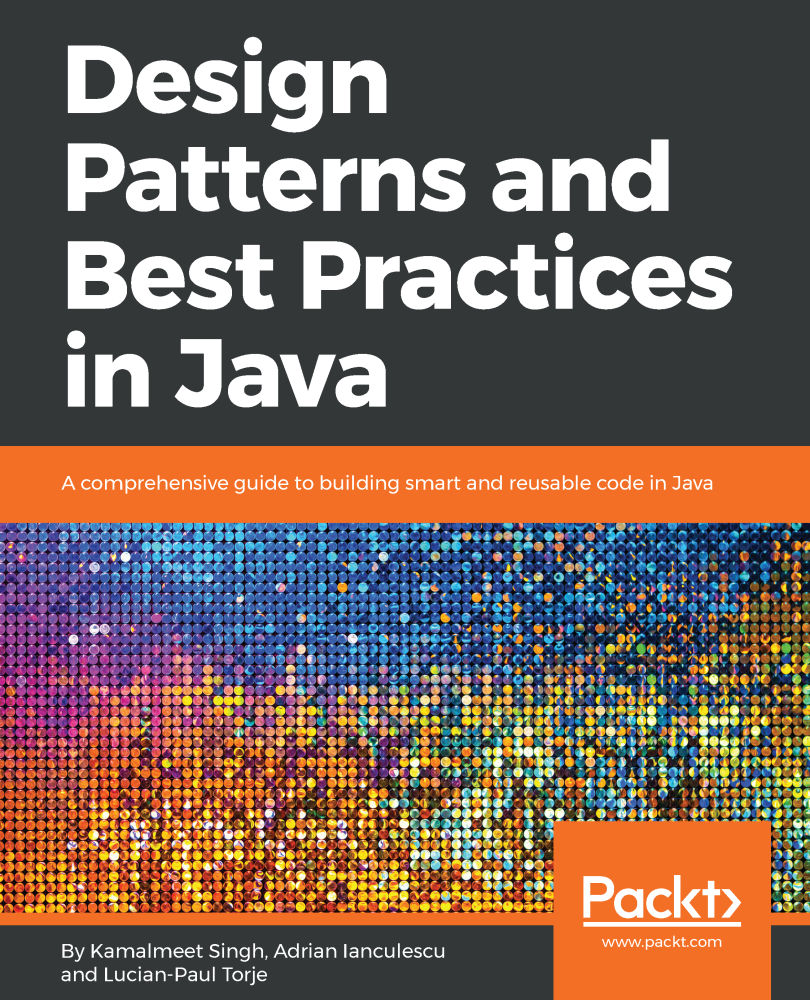 Design
Patterns and
Best Practices
in Java
A comprehensive guide to building smart and reusable code in Java
Packt>
www.packt.com
By Kamalmeet Singh, Adrian Ianculescu
and Lucian-Paul Torje